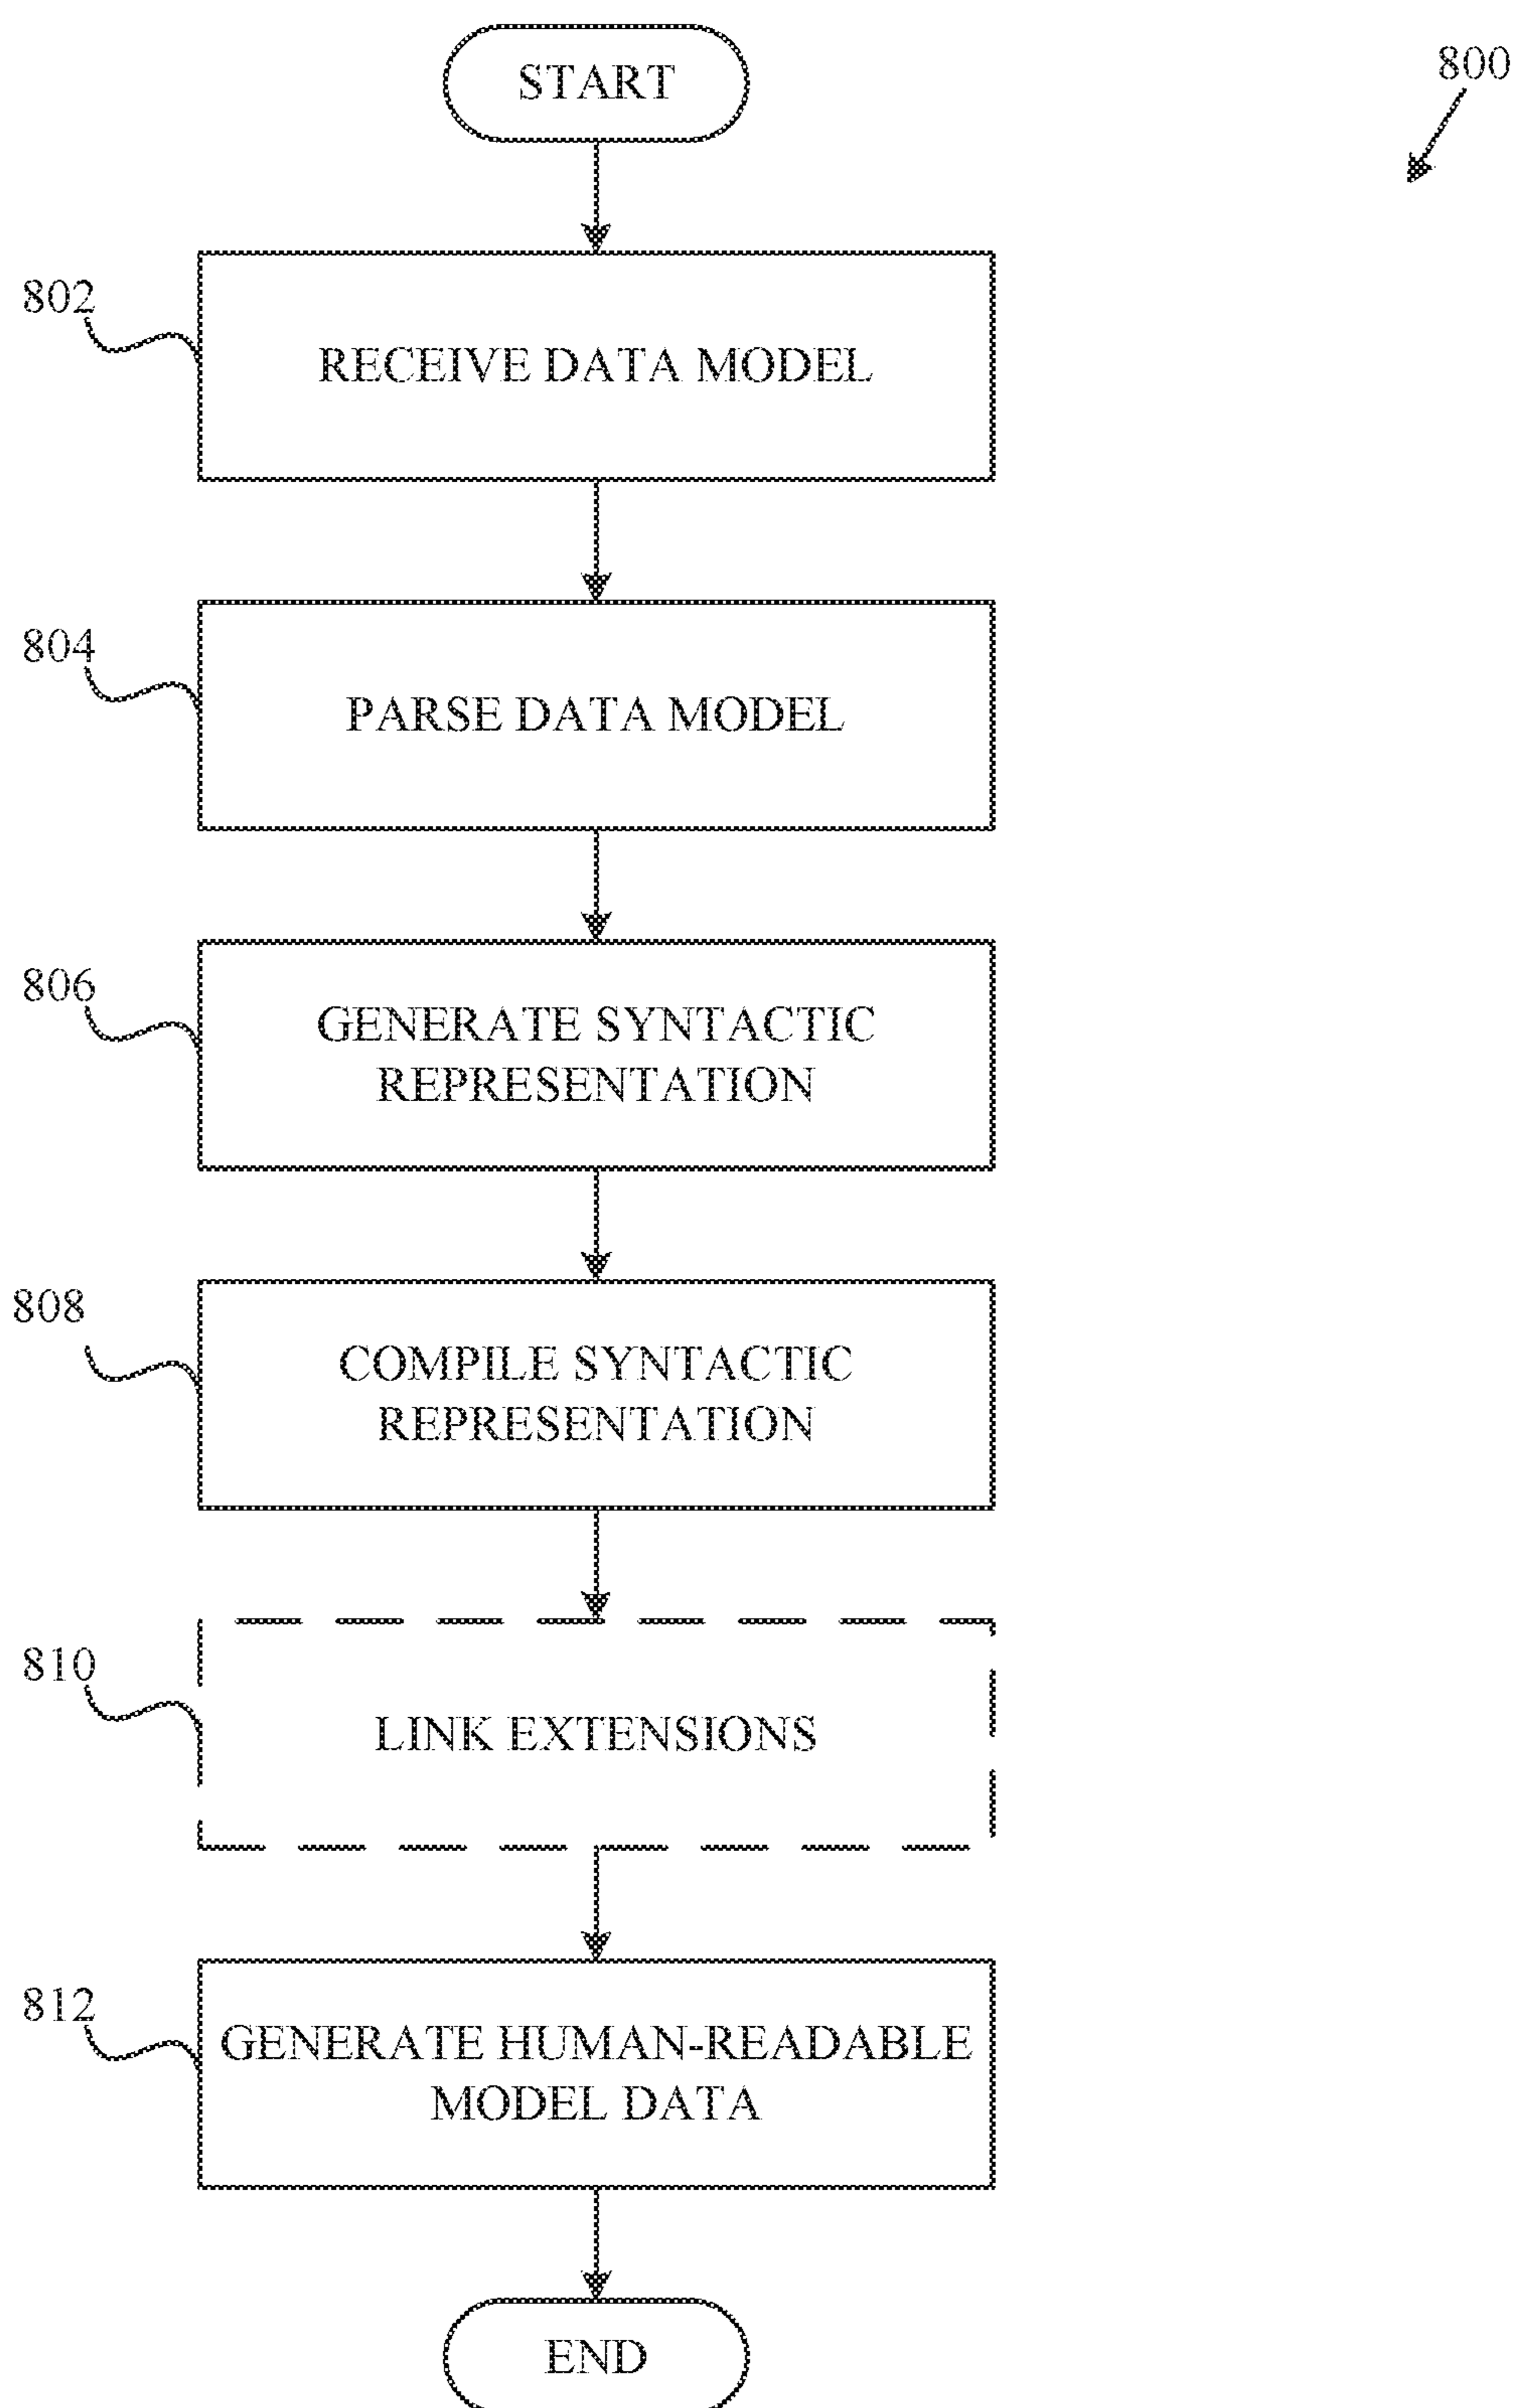 START
800
802
RECEIVE DATA MODEL
804
PARSE DATA MODEL
806
GENERATE SYNTACTIC
REPRESENTATION
808
COMPILE SYNTACTIC
REPRESENTATION
810
LINK EXTENSIONS
812
GENERATE HUMAN-READABLE
MODEL DATA
END